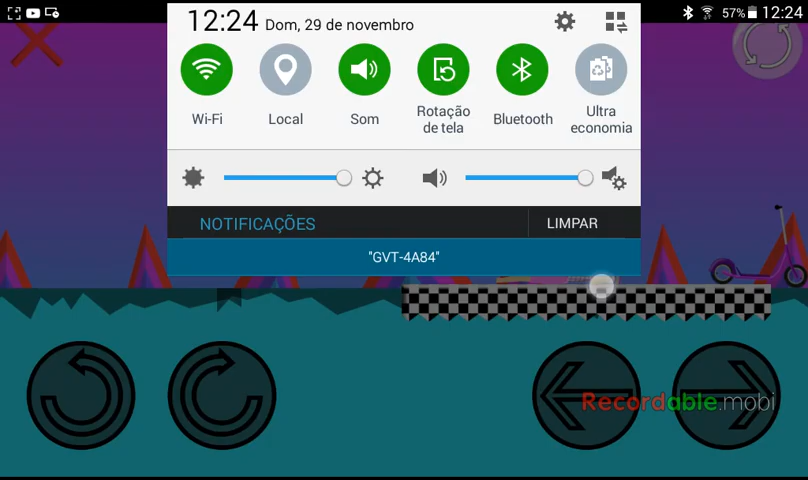 57% 12:24
12:24 Dom, 29 de novembro
Wi-Fi
Local
Som
Rotação
de tela
Bluetooth
Ultra
economia
NOTIFICAÇÕES
LIMPAR
"GVT-4A84"
Recordable.mobi